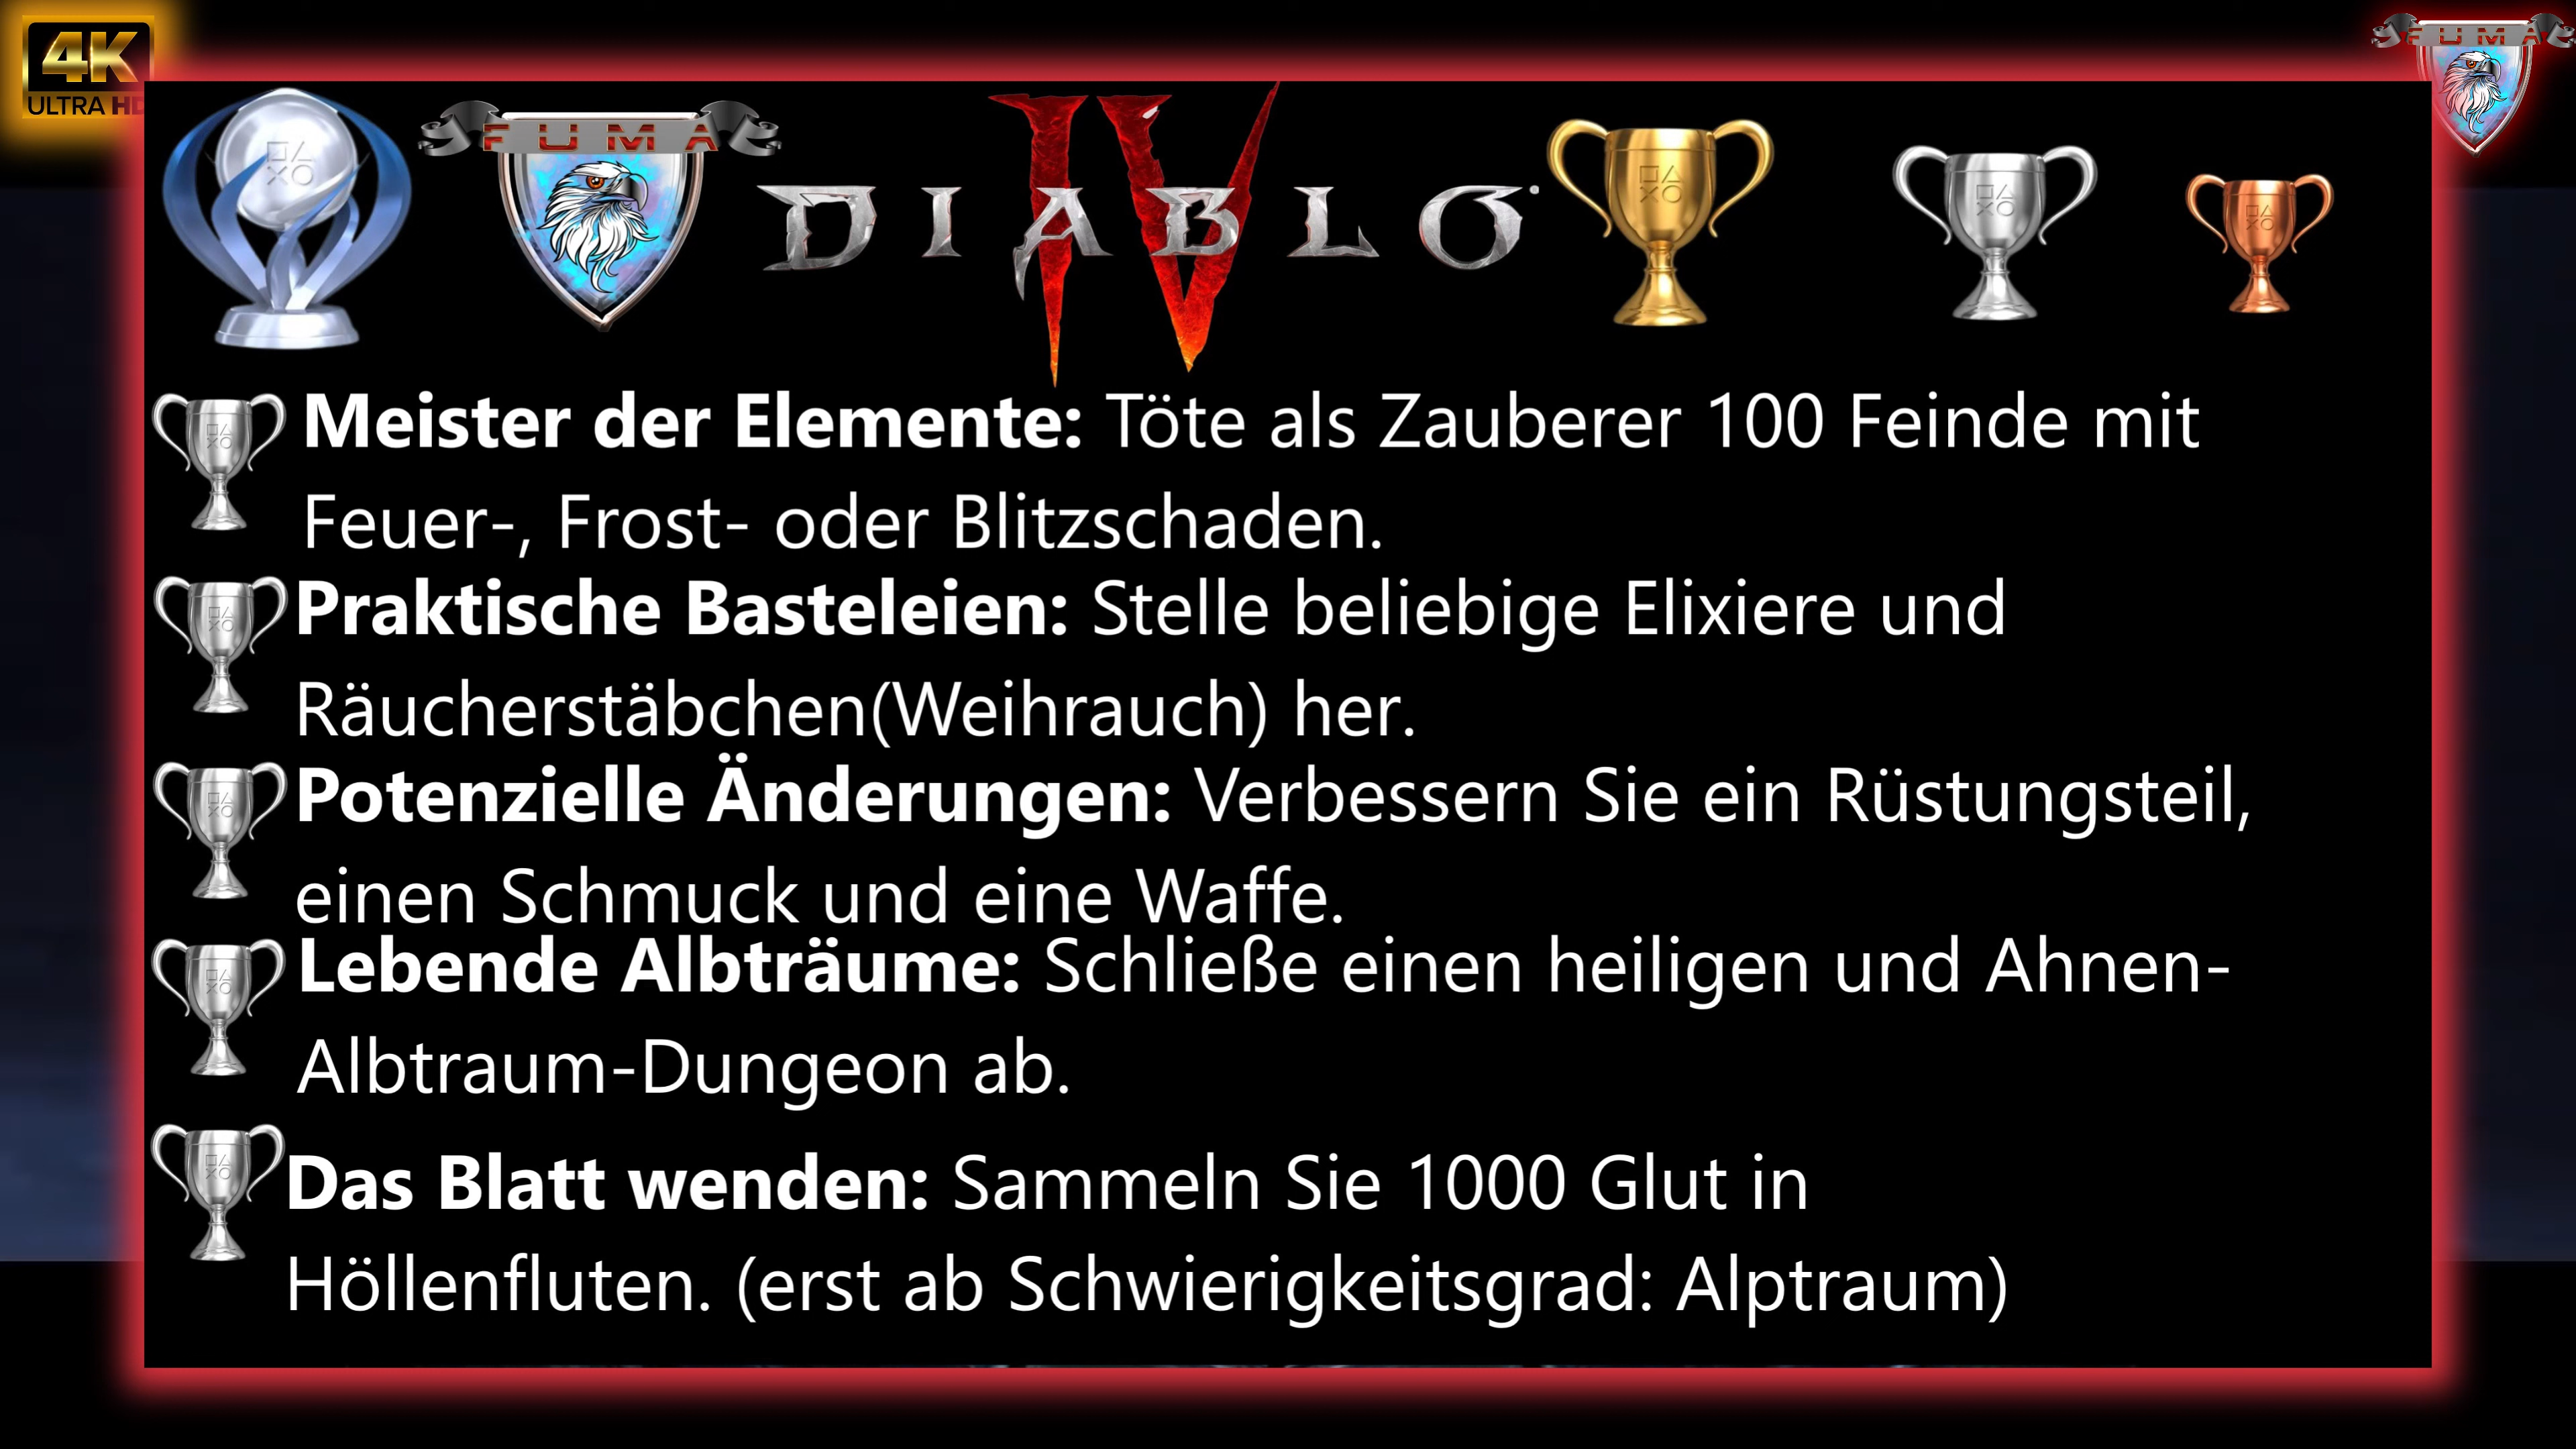 4K
ULTRA HD
FUMA
FUMA
DIABLO
IV
Meister der Elemente: Töte als Zauberer 100 Feinde mit
Feuer-, Frost- oder Blitzschaden.
Praktische Basteleien: Stelle beliebige Elixiere und
Räucherstäbchen(Weihrauch) her.
Potenzielle Änderungen: Verbessern Sie ein Rüstungsteil,
einen Schmuck und eine Waffe.
Lebende Albträume: Schließe einen heiligen und Ahnen-
Albtraum-Dungeon ab.
Das Blatt wenden: Sammeln Sie 1000 Glut in
Höllenfluten. (erst ab Schwierigkeitsgrad: Alptraum)